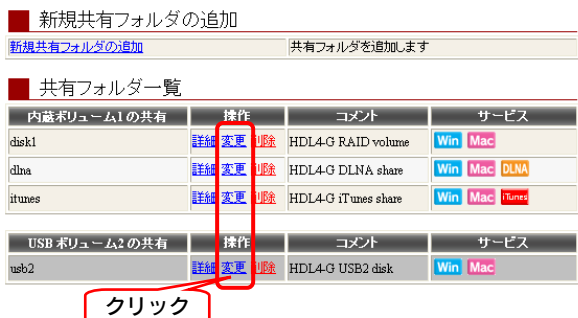 新規共有フォルダの追加
新規共有フォルダの追加 共有フォルダを追加します
共有フォルダ一覧
内蔵ボリューム1の共有 操作 コメント サービス
disk1 詳細 変更 削除 HDL4-G RAID volume Win Mac
dlna 詳細 変更 削除 HDL4-G DLNA share Win Mac DLNA
itunes 詳細 変更 削除 HDL4-G iTunes share Win Mac iTunes
USB ボリューム2の共有 操作 コメント サービス
usb2 詳細 変更 削除 HDL4-G USB2 disk Win Mac
クリック